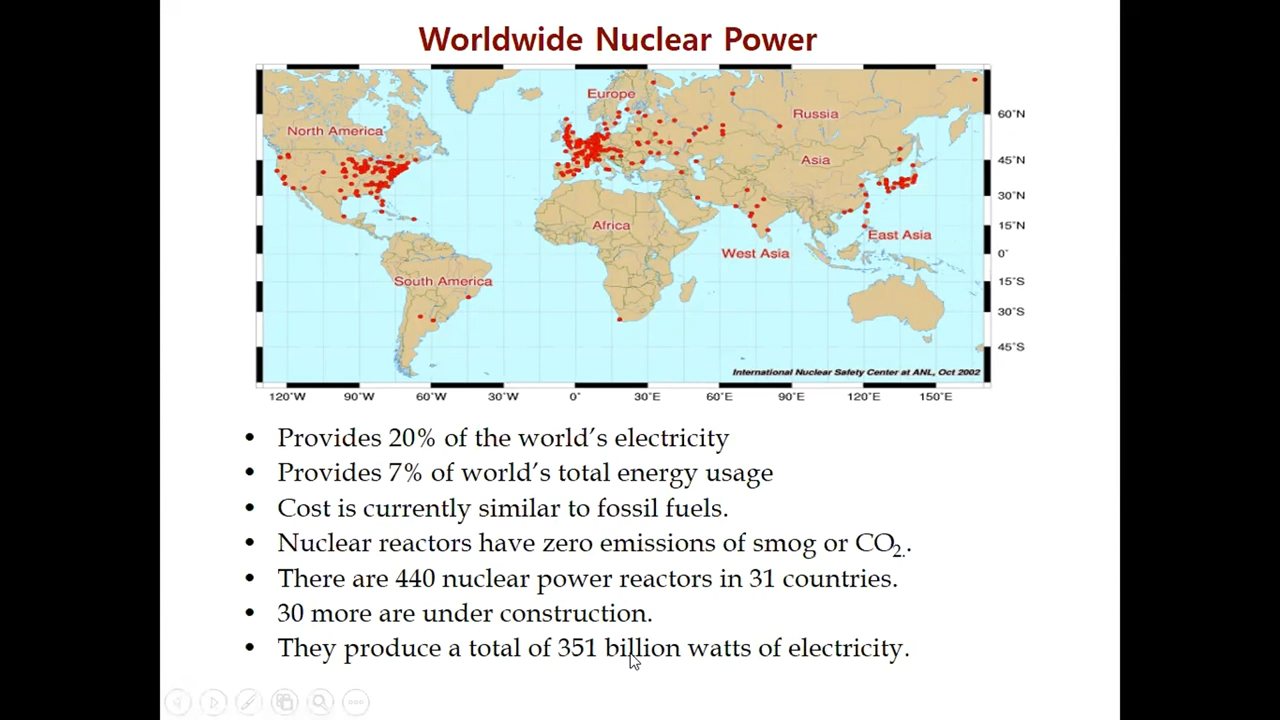 Worldwide Nuclear Power
Europe
60°N
Russia
North America
Asia
45°N
30°N
Africa
15°N
East Asia
West Asia
0°
South America
15°S
30°S
45°S
International Nuclear Safety Center at ANL, Oct 2002
120°W 90°W 60°W 30°W 0° 30°E 60°E 90°E 120°E 150°E
• Provides 20% of the world’s electricity
• Provides 7% of world’s total energy usage
• Cost is currently similar to fossil fuels.
• Nuclear reactors have zero emissions of smog or CO₂..
• There are 440 nuclear power reactors in 31 countries.
• 30 more are under construction.
• They produce a total of 351 billion watts of electricity.